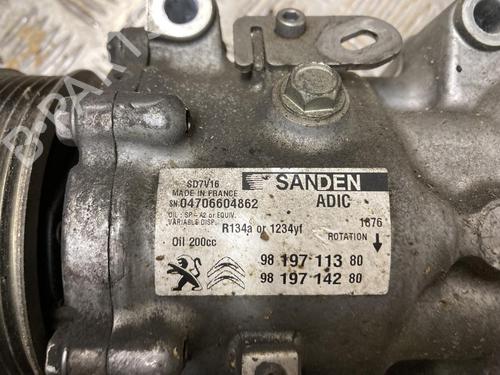 B-PARTS
SD7V16
MADE IN FRANCE
SN:04706604862
OIL : SP-A2 or EQUIV.
VARIABLE DISP.
SANDEN
ADIC
R134a or 1234yf
1876
ROTATION
Oil 200cc
98 197 113 80
98 197 142 80